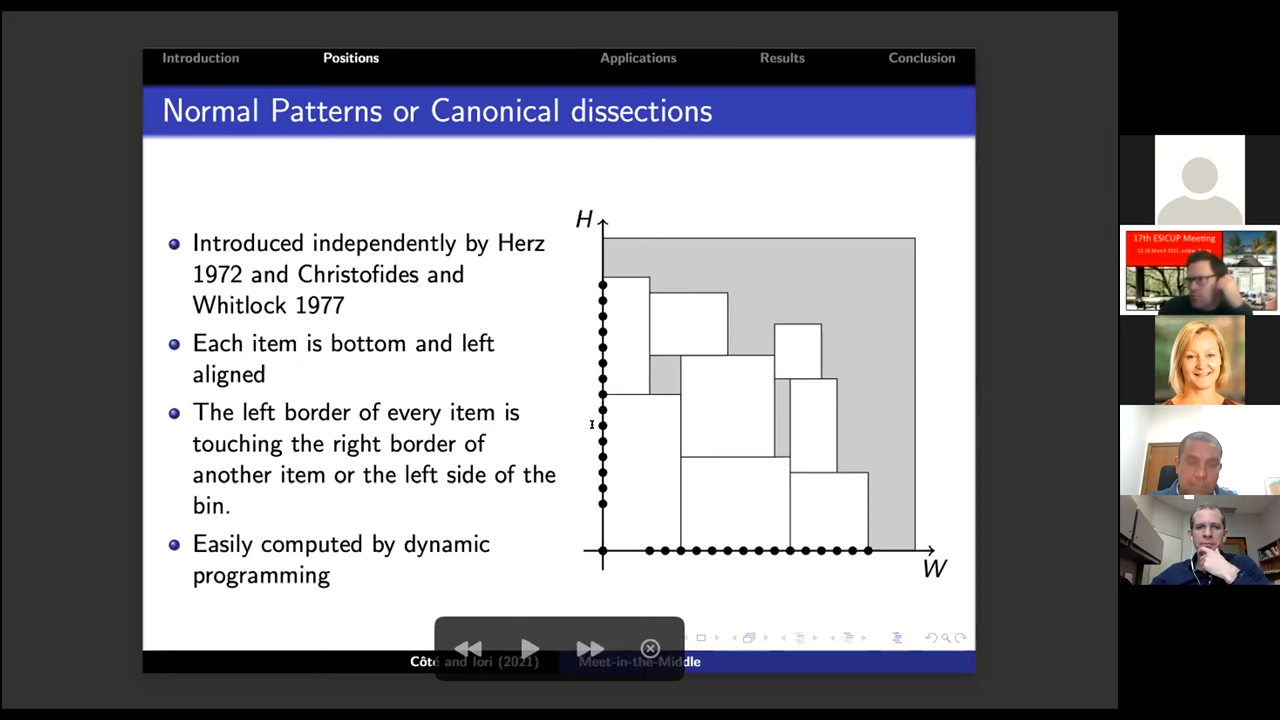 Introduction Positions Applications Results Conclusion
Normal Patterns or Canonical dissections
Introduced independently by Herz
1972 and Christofides and
Whitlock 1977
Each item is bottom and left
aligned
The left border of every item is
touching the right border of
another item or the left side of the
bin.
Easily computed by dynamic
programming
H
W
Côté and Iori (2021) Meet-in-the-Middle
17th ESICUP Meeting